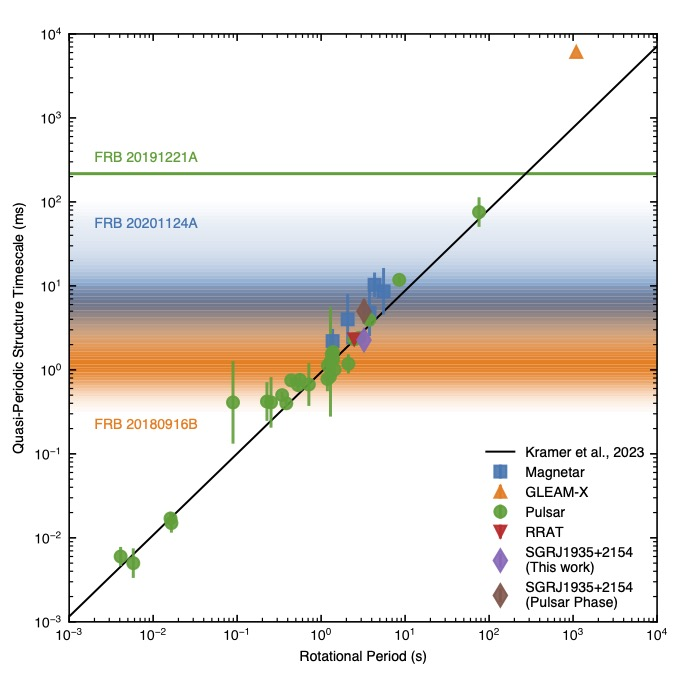 10⁴
10³
10²
10¹
10⁰
10⁻¹
10⁻²
10⁻³
Quasi-Periodic Structure Timescale (ms)
FRB 20191221A
FRB 20201124A
FRB 20180916B
Kramer et al., 2023
Magnetar
GLEAM-X
Pulsar
RRAT
SGRJ1935+2154
(This work)
SGRJ1935+2154
(Pulsar Phase)
10⁻³ 10⁻² 10⁻¹ 10⁰ 10¹ 10² 10³ 10⁴
Rotational Period (s)